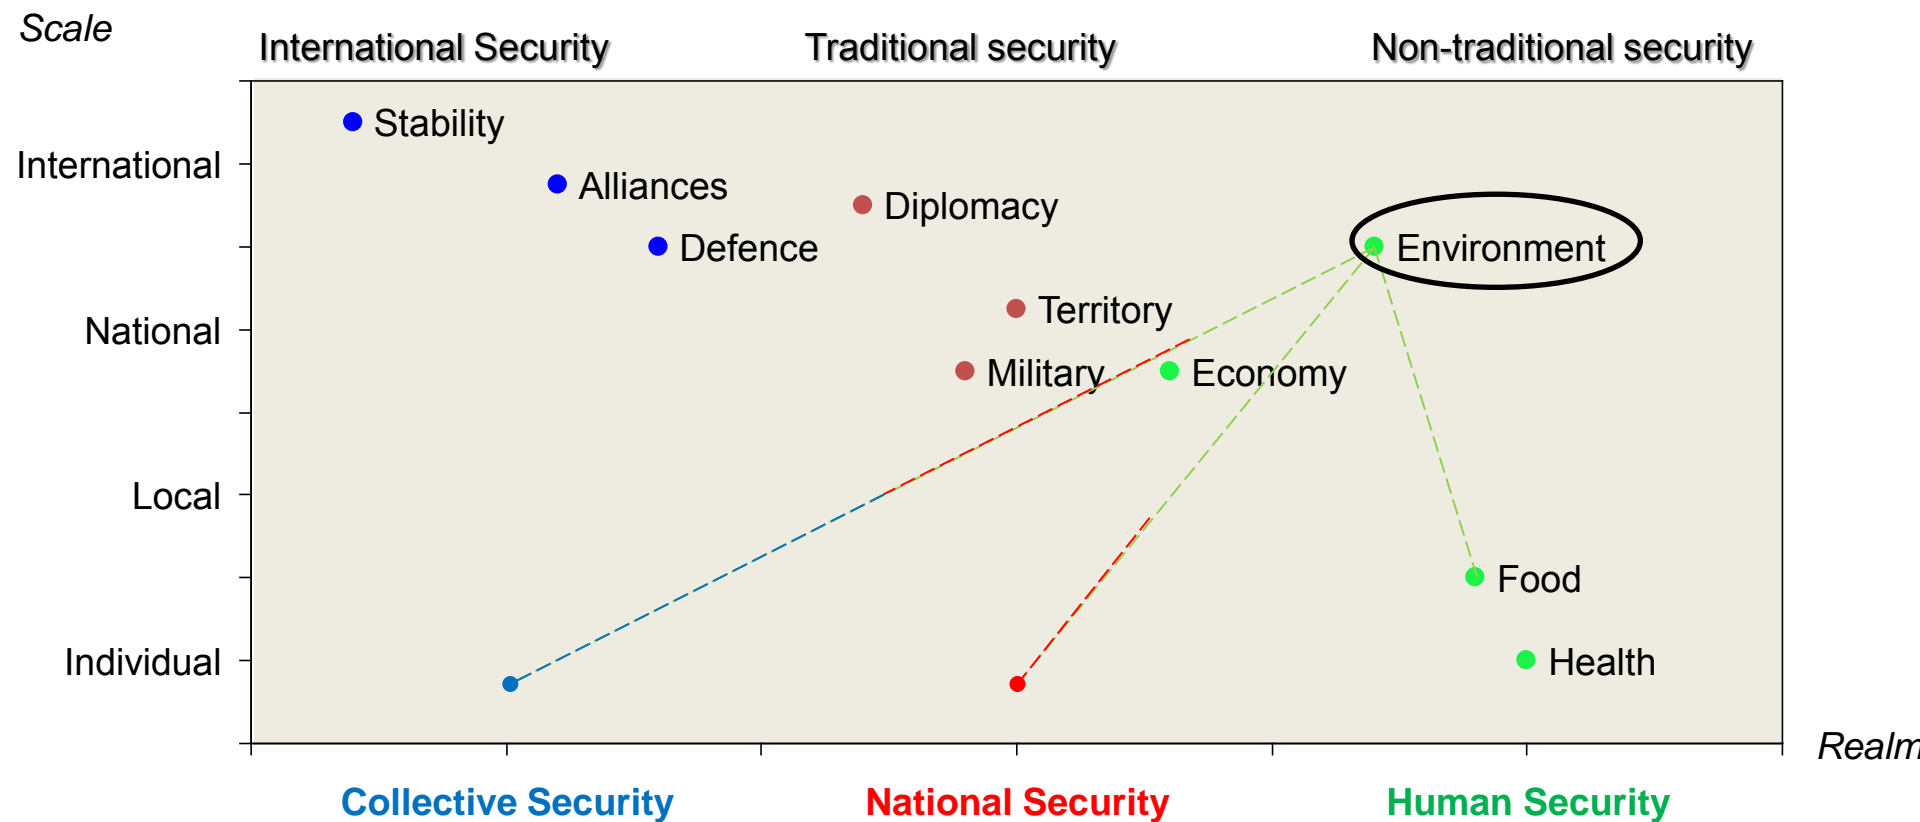 Scale
International Security
Traditional security
Non-traditional security
Stability
International
Alliances
Diplomacy
Defence
Environment
Territory
National
Military
Economy
Local
Food
Individual
Health
Realm
Collective Security
National Security
Human Security